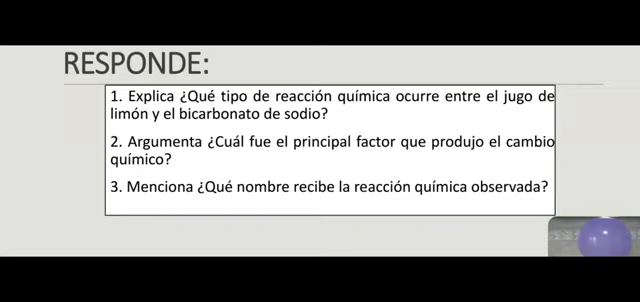 RESPONDE:
1. Explica ¿Qué tipo de reacción química ocurre entre el jugo de
limón y el bicarbonato de sodio?
2. Argumenta ¿Cuál fue el principal factor que produjo el cambio
químico?
3. Menciona ¿Qué nombre recibe la reacción química observada?